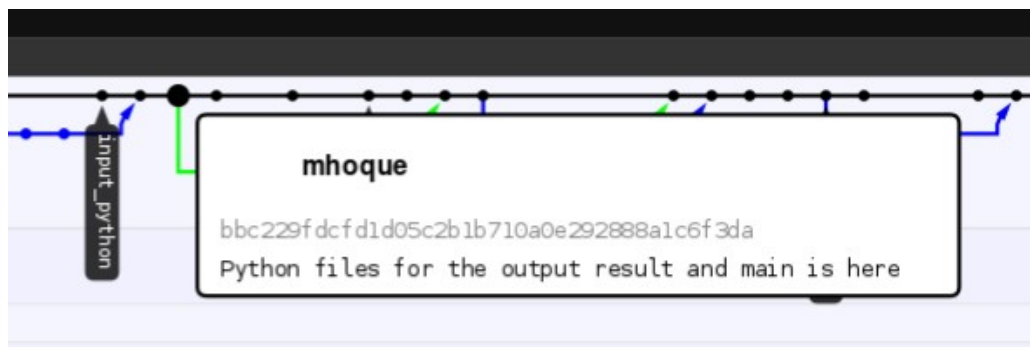 input_python
mhoque
bbc229fdcfd1d05c2b1b710a0e292888a1c6f3da
Python files for the output result and main is here